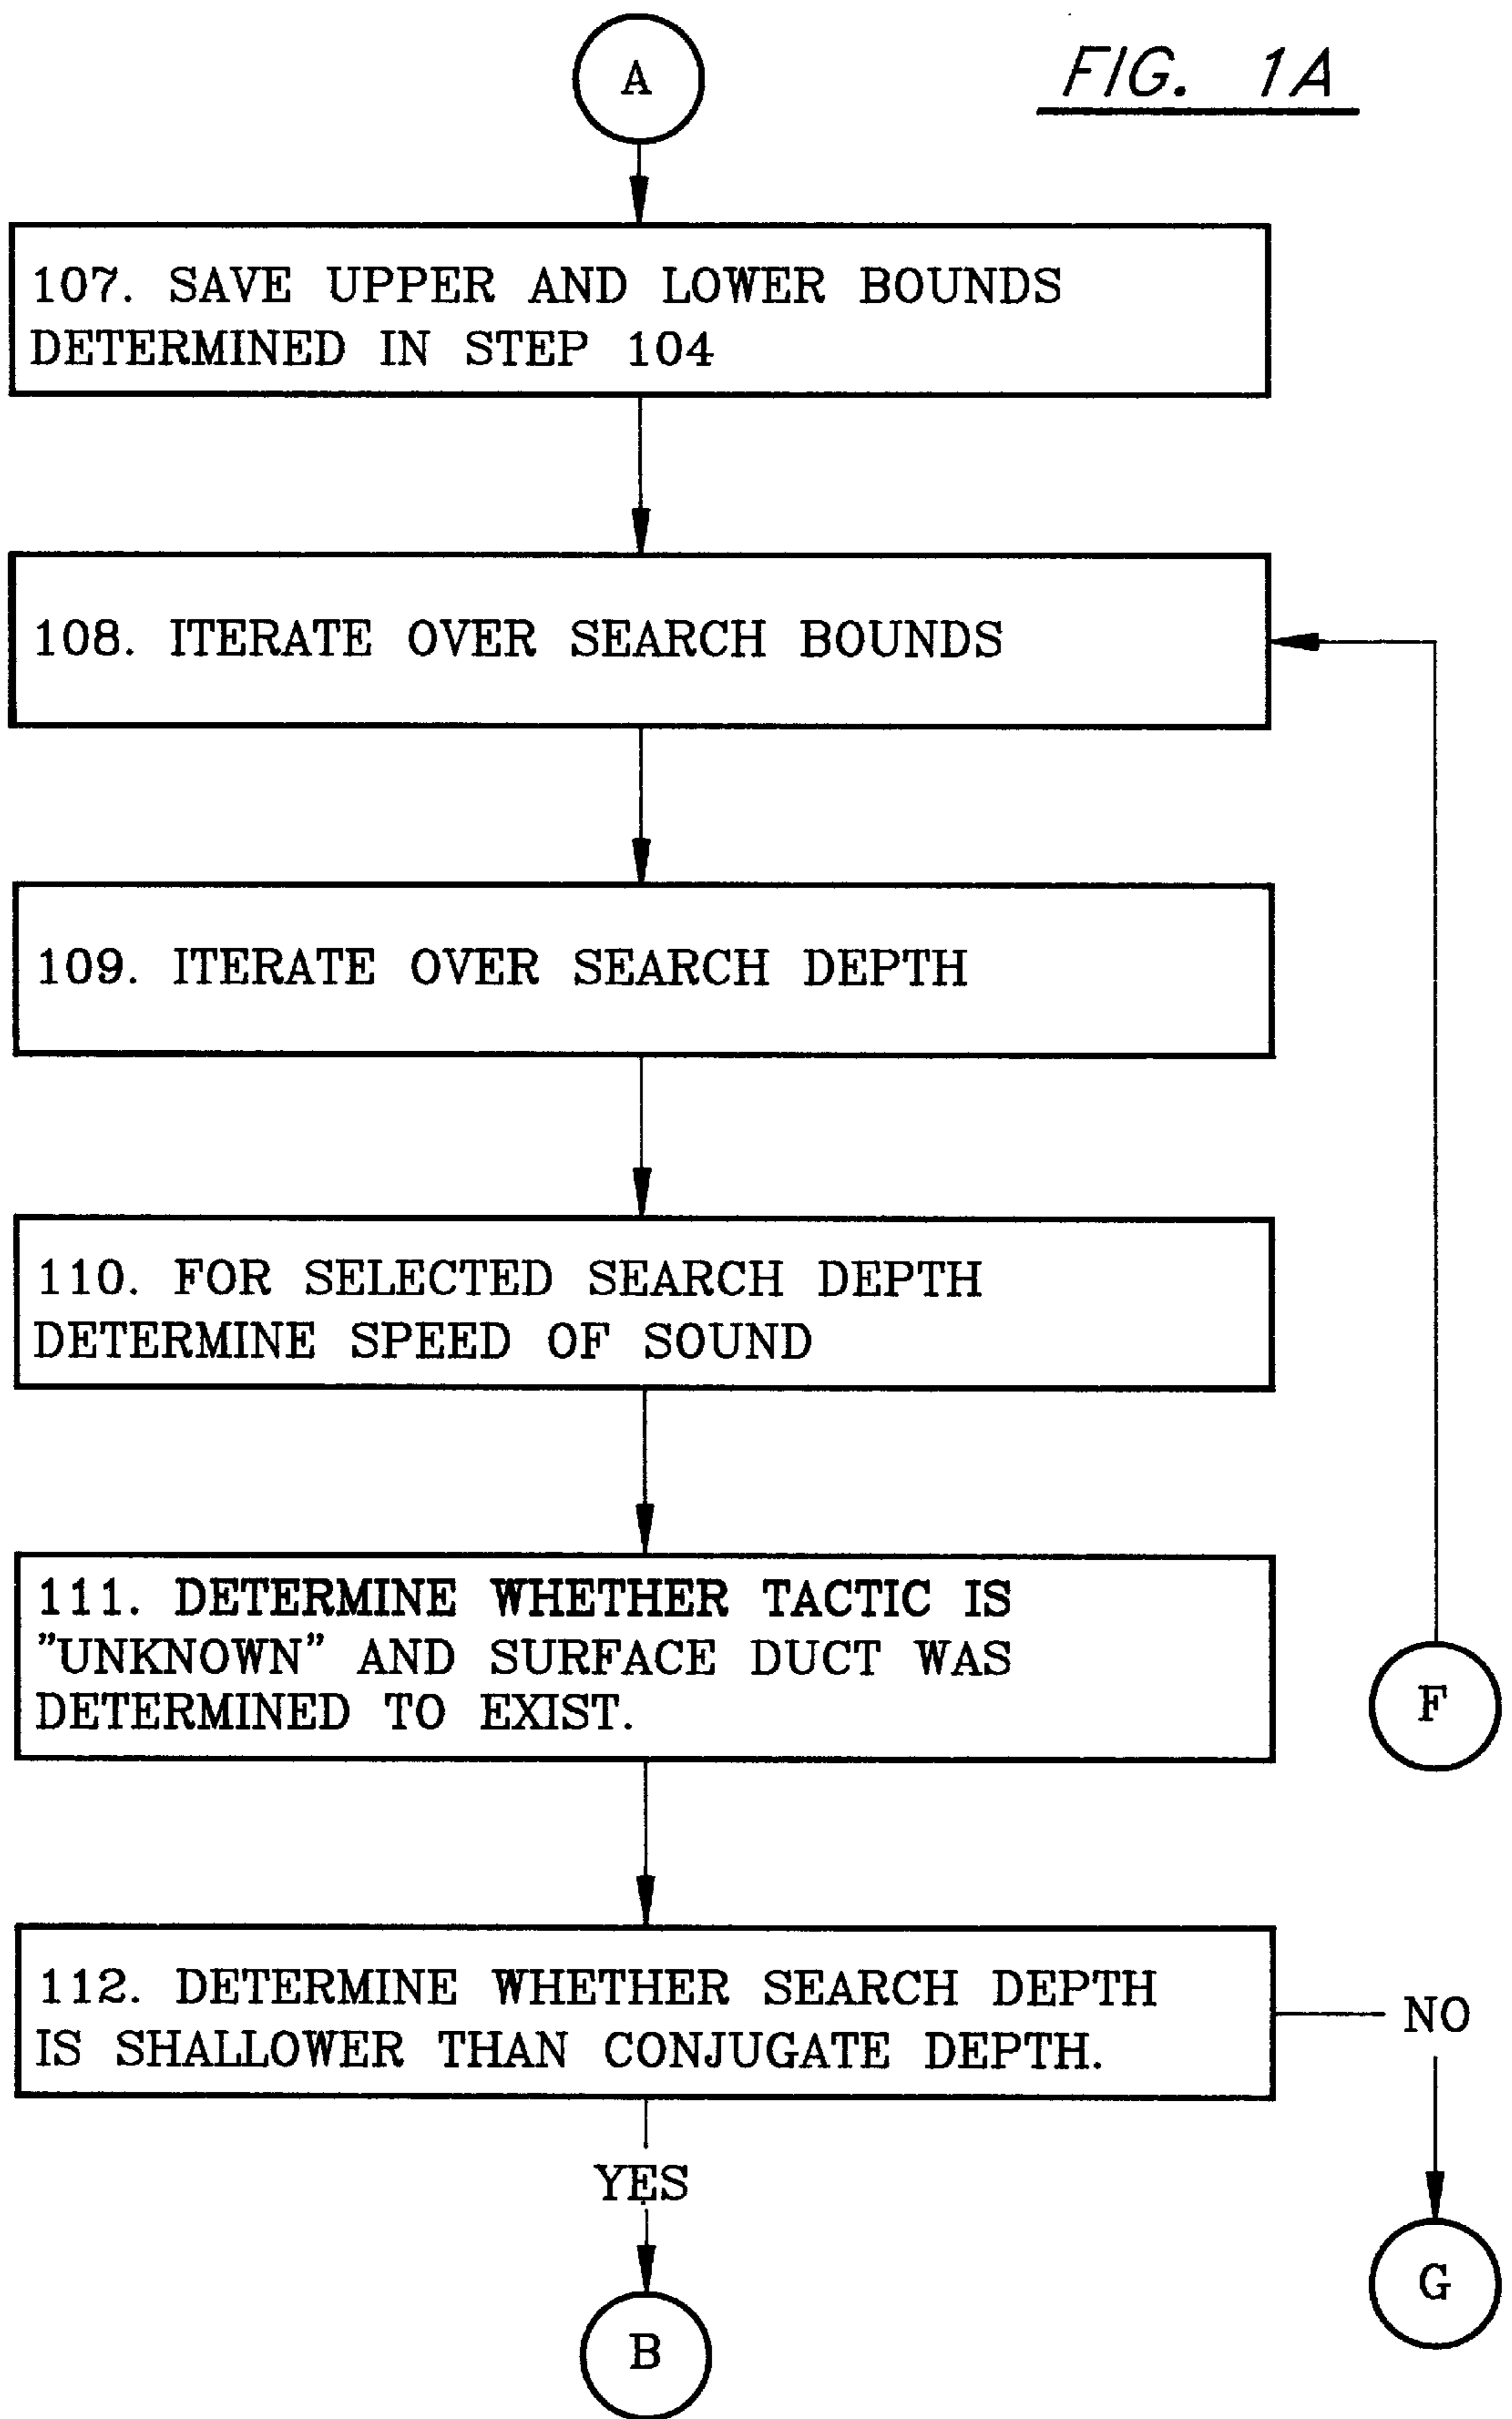 A
FIG. 1A
107. SAVE UPPER AND LOWER BOUNDS
DETERMINED IN STEP 104
108. ITERATE OVER SEARCH BOUNDS
109. ITERATE OVER SEARCH DEPTH
110. FOR SELECTED SEARCH DEPTH
DETERMINE SPEED OF SOUND
111. DETERMINE WHETHER TACTIC IS
"UNKNOWN" AND SURFACE DUCT WAS
DETERMINED TO EXIST.
F
112. DETERMINE WHETHER SEARCH DEPTH
IS SHALLOWER THAN CONJUGATE DEPTH.
NO
YES
G
B